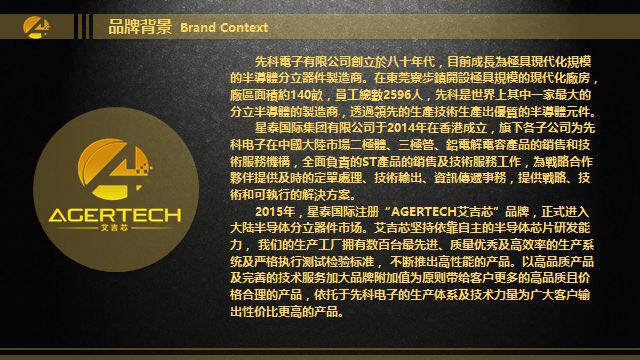 品牌背景 Brand Context
先科電子有限公司創立於八十年代，目前成長為極具現代化規模
的半導體分立器件製造商。在東莞寮步鎮開設極具規模的現代化廠房，
廠區面積約140畝，員工總數2596人，先科是世界上其中一家最大的
分立半導體的製造商，透過領先的生產技術生產出優質的半導體元件。
星泰国际集团有限公司于2014年在香港成立，旗下各子公司为先
科电子在中國大陸市場二極體、三極管、鋁電解電容產品的銷售和技
術服務機構，全面負責的ST產品的銷售及技術服務工作，為戰略合作
夥伴提供及時的定單處理、技術輸出、資訊傳遞事務，提供戰略、技
術和可執行的解決方案。
2015年，星泰国际注册“AGERTECH艾吉芯”品牌，正式进入
大陆半导体分立器件市场。艾吉芯坚持依靠自主的半导体芯片研发能
力， 我们的生产工厂拥有数百台最先进、质量优秀及高效率的生产系
统及严格执行测试检验标准， 不断推出高性能的产品。以高品质产品
及完善的技术服务加大品牌附加值为原则带给客户更多的高品质且价
格合理的产品，依托于先科电子的生产体系及技术力量为广大客户输
出性价比更高的产品。
AGERTECH
艾吉芯